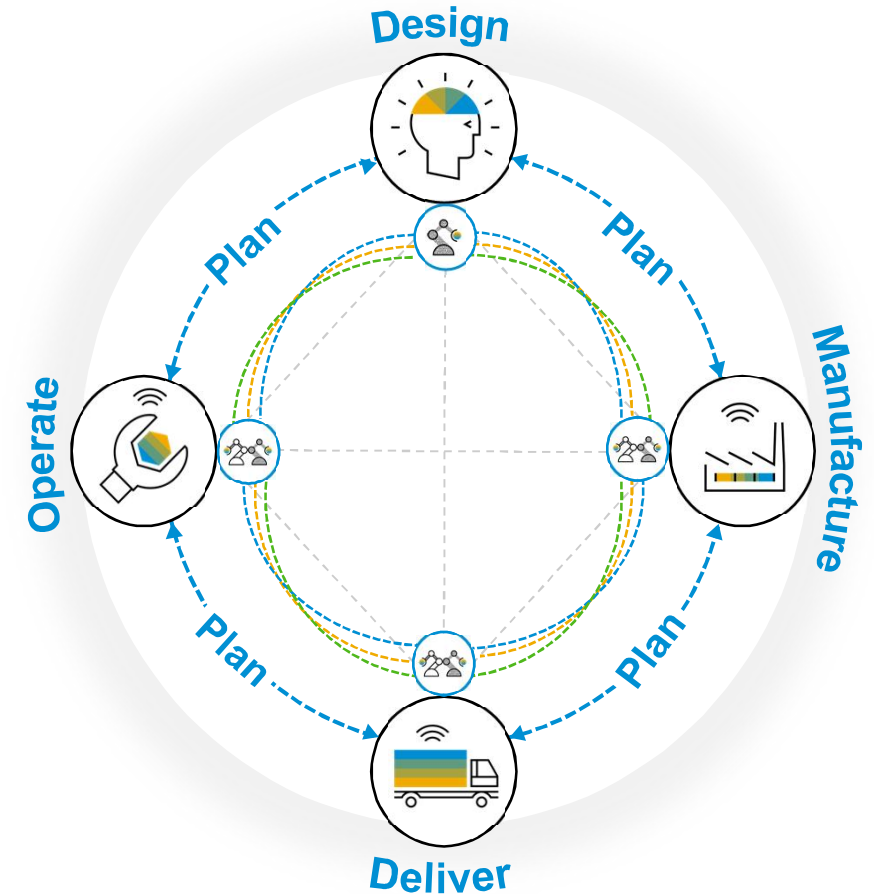 Design
Plan
Plan
Manufacture
Operate
Plan
Plan
Deliver